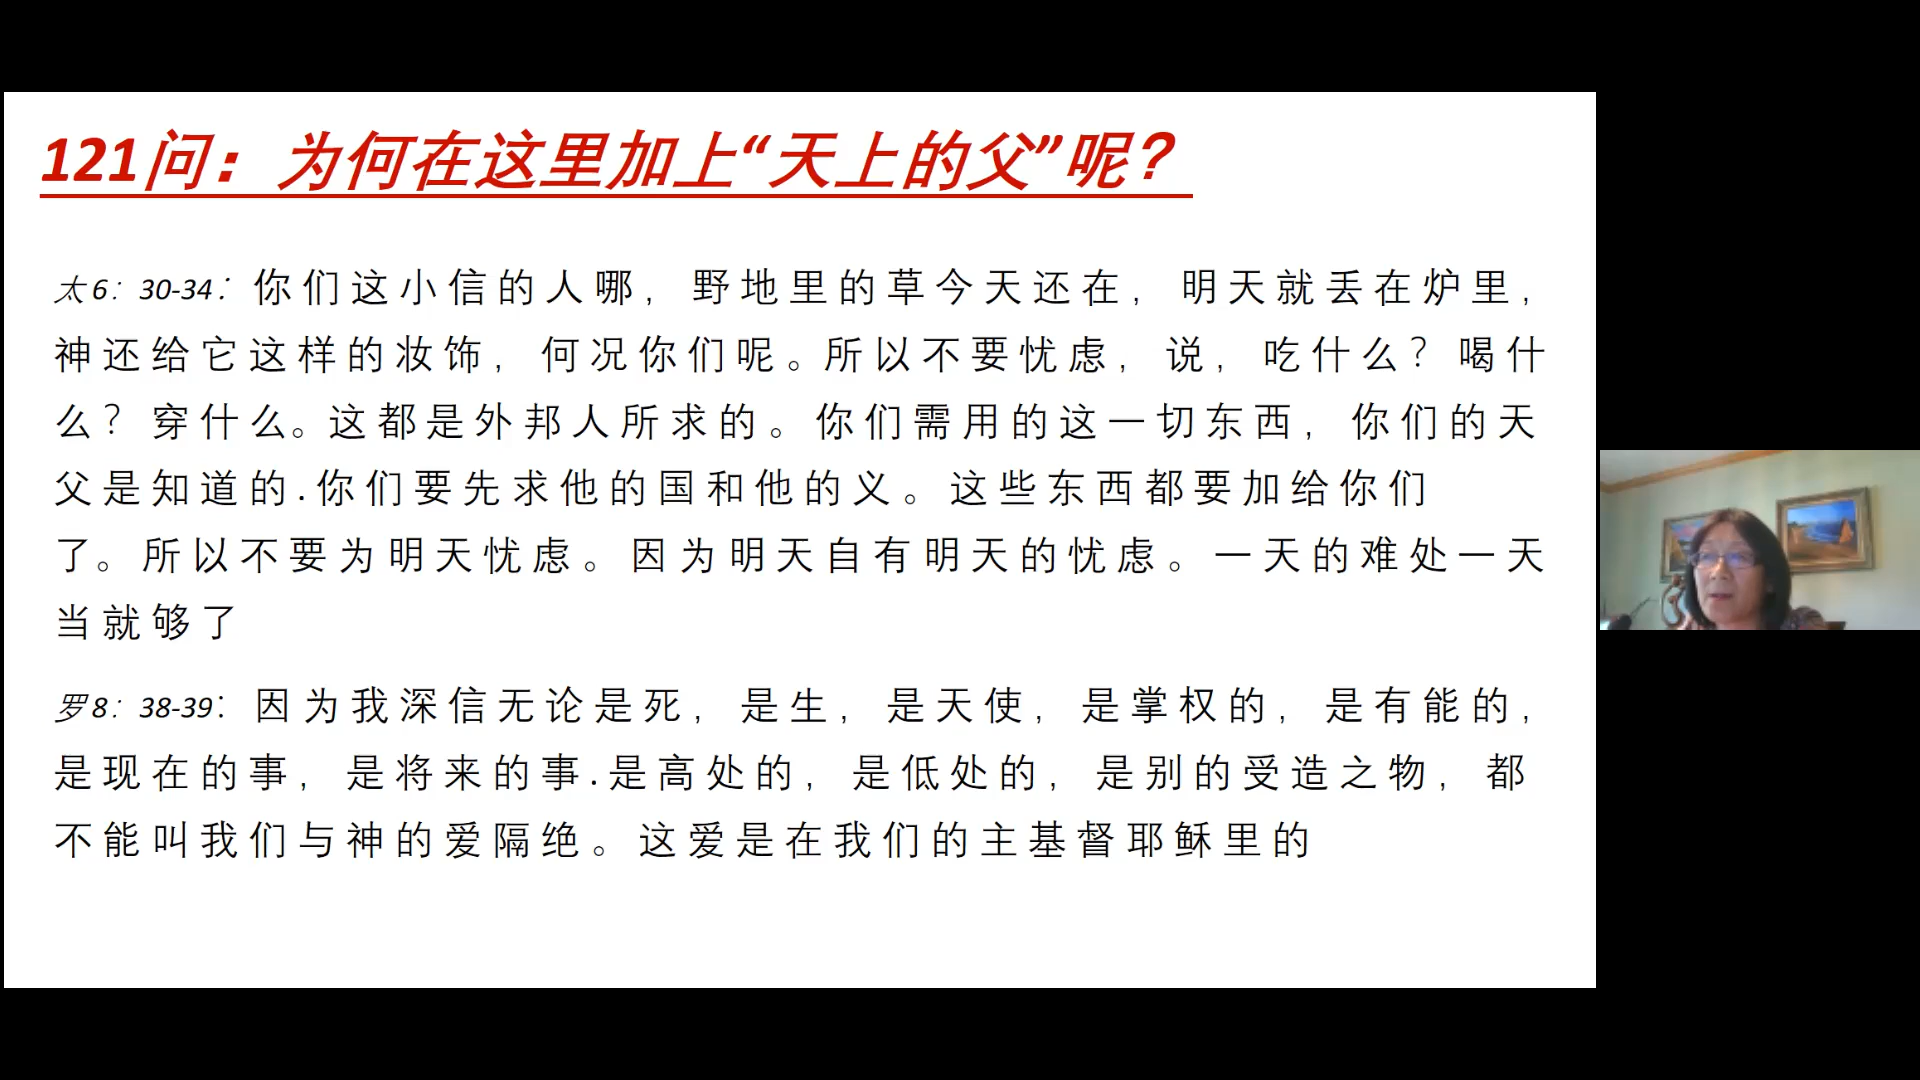 121问：为何在这里加上“天上的父”呢？
太6：30-34：你们这小信的人哪，野地里的草今天还在，明天就丢在炉里，
神还给它这样的妆饰，何况你们呢。所以不要忧虑，说，吃什么？喝什
么？穿什么。这都是外邦人所求的。你们需用的这一切东西，你们的天
父是知道的.你们要先求他的国和他的义。这些东西都要加给你们
了。所以不要为明天忧虑。因为明天自有明天的忧虑。一天的难处一天
当就够了
罗8：38-39：因为我深信无论是死，是生，是天使，是掌权的，是有能的，
是现在的事，是将来的事.是高处的，是低处的，是别的受造之物，都
不能叫我们与神的爱隔绝。这爱是在我们的主基督耶稣里的